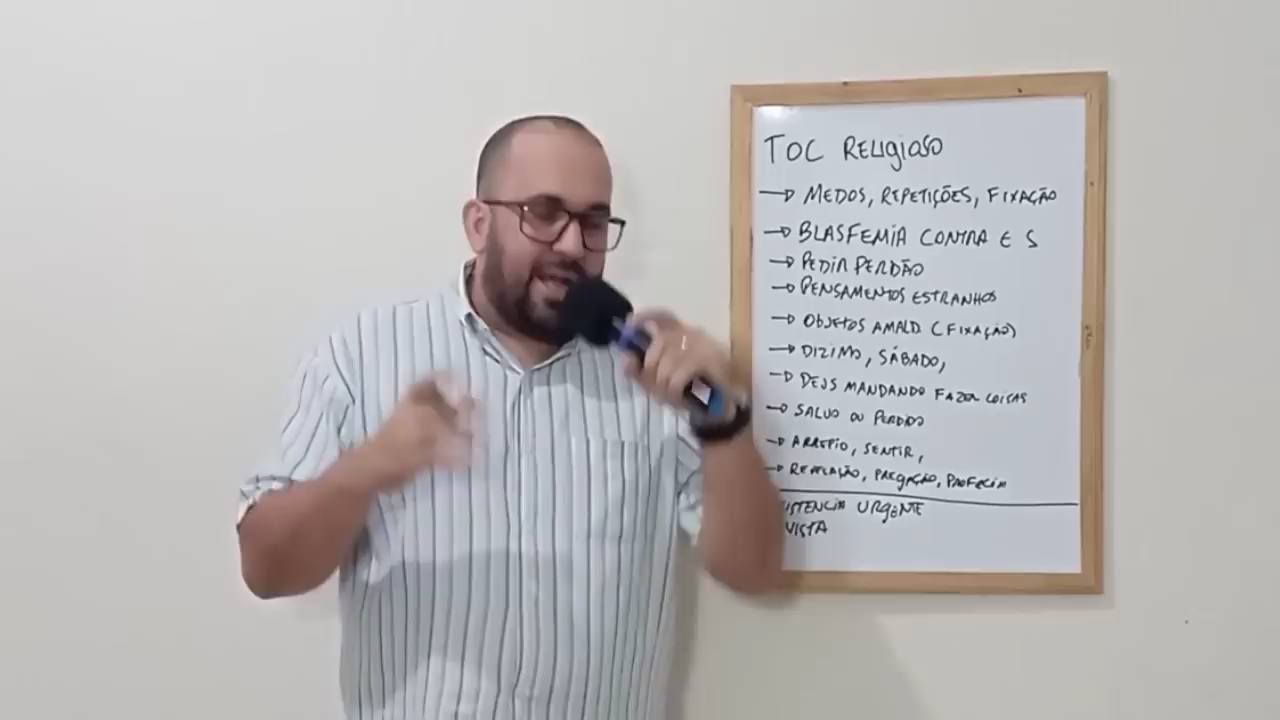 TOC RELIGIOSO
→ MEDOS, REPETIÇÕES, FIXAÇÃO
→ BLASFEMIA CONTRA E S
→ PEDIR PERDÃO
→ PENSAMENTOS ESTRANHOS
→ OBJETOS AMALD. (FIXAÇÃO)
→ DIZIMO, SÁBADO,
→ DEUS MANDANDO FAZER COISAS
→ SALVO OU PERDIDO
→ ARREPIO, SENTIR,
→ REVELAÇÃO, PREGAÇÃO, PROFECIA
ISTENCIA URGENTE
VISTA